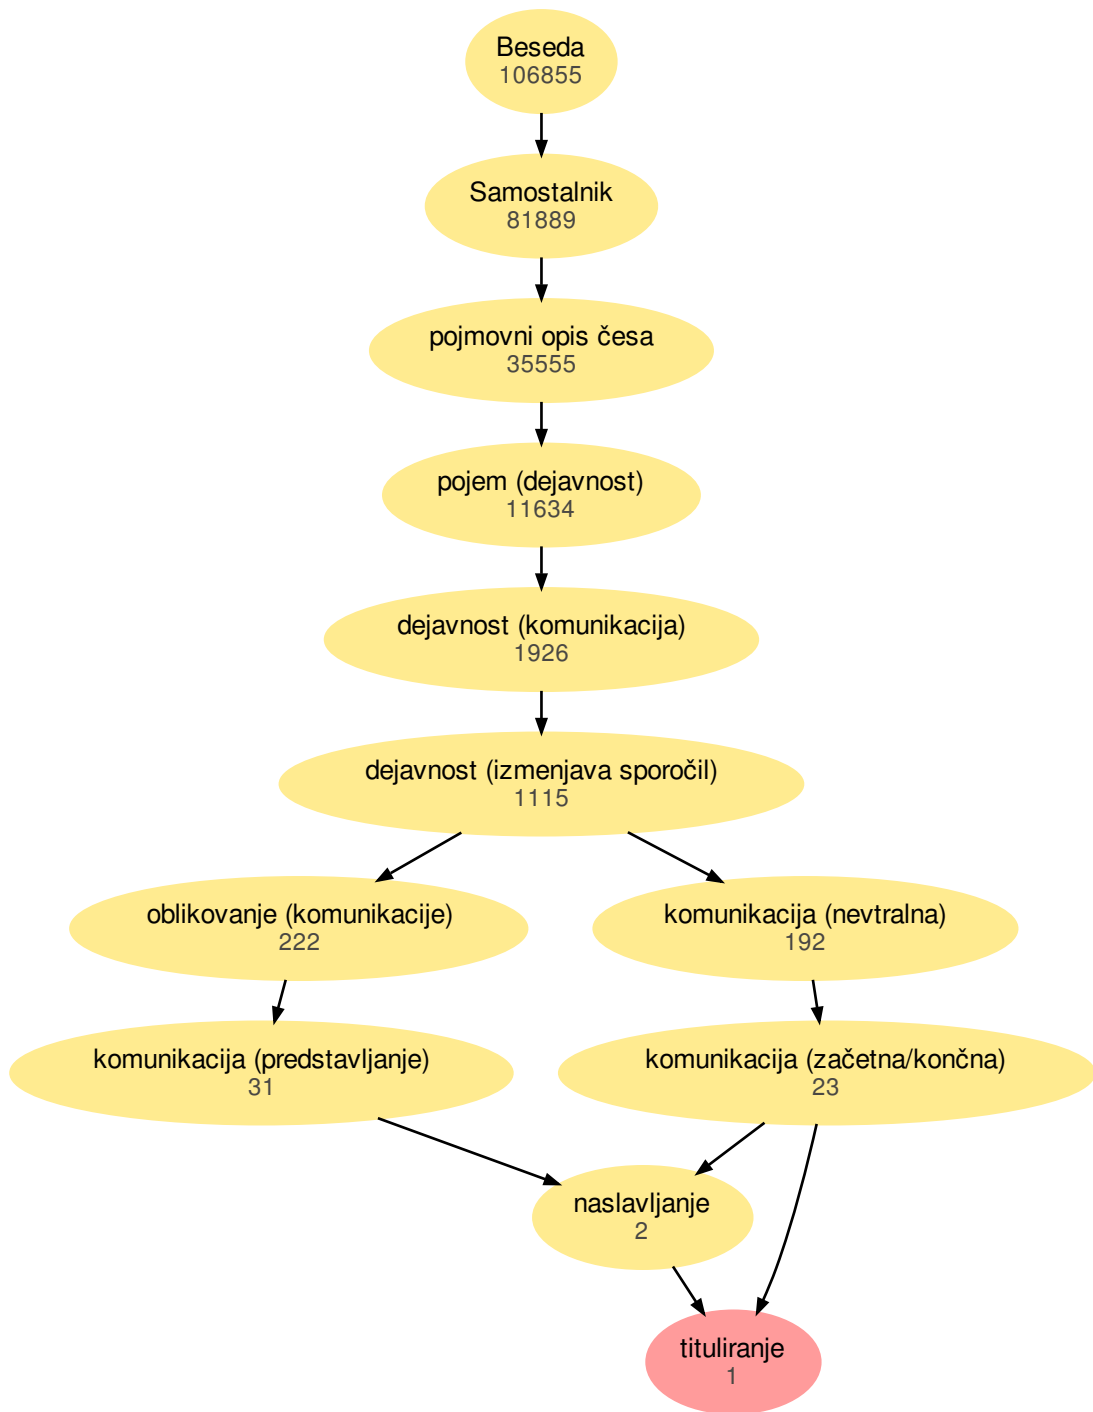 Beseda
106855
Samostalnik
81889
pojmovni opis česa
35555
pojem (dejavnost)
11634
dejavnost (komunikacija)
1926
dejavnost (izmenjava sporočil)
1115
oblikovanje (komunikacije)
222
komunikacija (nevtralna)
192
komunikacija (predstavljanje)
31
komunikacija (začetna/končna)
23
naslavljanje
2
tituliranje
1